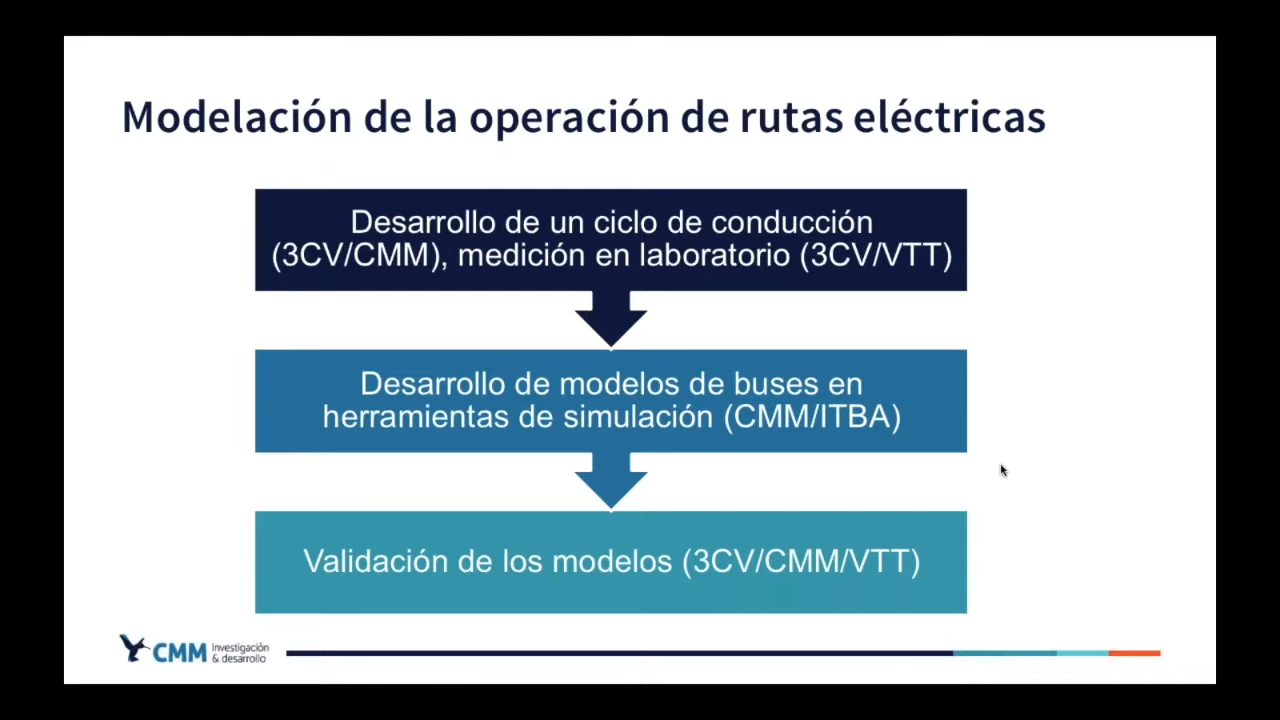 Modelación de la operación de rutas eléctricas
Desarrollo de un ciclo de conducción
(3CV/CMM), medición en laboratorio (3CV/VTT)
Desarrollo de modelos de buses en
herramientas de simulación (CMM/ITBA)
Validación de los modelos (3CV/CMM/VTT)
CMM Investigación
& desarrollo